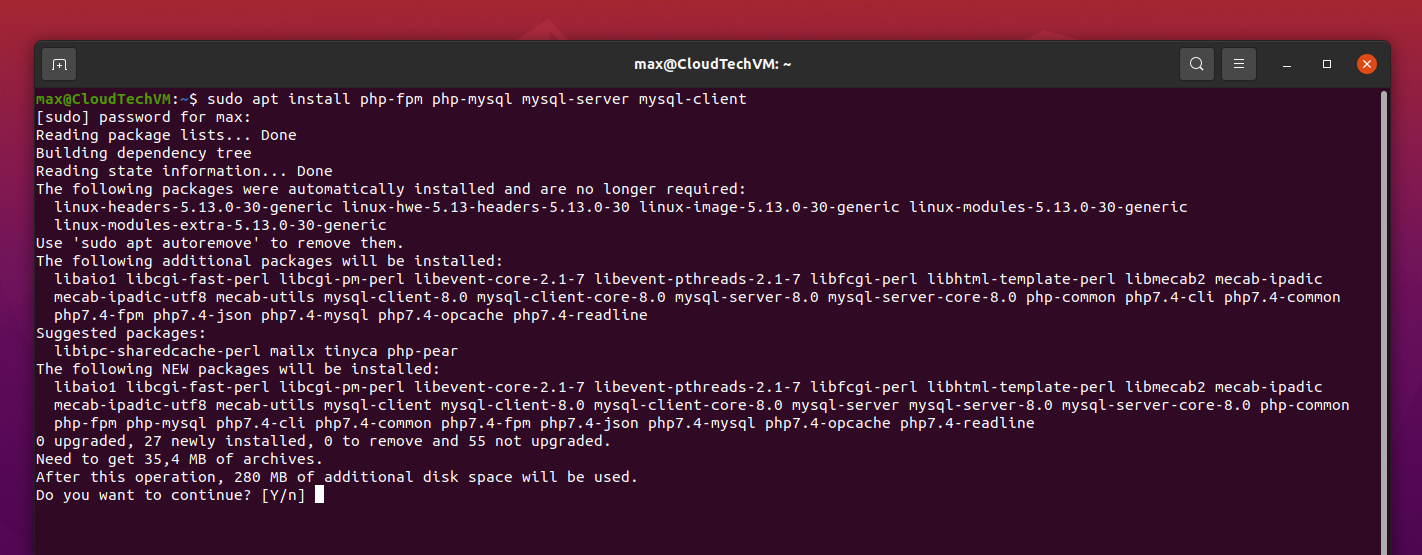 max@CloudTechVM: ~
max@CloudTechVM:~$ sudo apt install php-fpm php-mysql mysql-server mysql-client
[sudo] password for max:
Reading package lists... Done
Building dependency tree
Reading state information... Done
The following packages were automatically installed and are no longer required:
  linux-headers-5.13.0-30-generic linux-hwe-5.13-headers-5.13.0-30 linux-image-5.13.0-30-generic linux-modules-5.13.0-30-generic
  linux-modules-extra-5.13.0-30-generic
Use 'sudo apt autoremove' to remove them.
The following additional packages will be installed:
  libaio1 libcgi-fast-perl libcgi-pm-perl libevent-core-2.1-7 libevent-pthreads-2.1-7 libfcgi-perl libhtml-template-perl libmecab2 mecab-ipadic
  mecab-ipadic-utf8 mecab-utils mysql-client-8.0 mysql-client-core-8.0 mysql-server-8.0 mysql-server-core-8.0 php-common php7.4-cli php7.4-common
  php7.4-fpm php7.4-json php7.4-mysql php7.4-opcache php7.4-readline
Suggested packages:
  libipc-sharedcache-perl mailx tinyca php-pear
The following NEW packages will be installed:
  libaio1 libcgi-fast-perl libcgi-pm-perl libevent-core-2.1-7 libevent-pthreads-2.1-7 libfcgi-perl libhtml-template-perl libmecab2 mecab-ipadic
  mecab-ipadic-utf8 mecab-utils mysql-client mysql-client-8.0 mysql-client-core-8.0 mysql-server mysql-server-8.0 mysql-server-core-8.0 php-common
  php-fpm php-mysql php7.4-cli php7.4-common php7.4-fpm php7.4-json php7.4-mysql php7.4-opcache php7.4-readline
0 upgraded, 27 newly installed, 0 to remove and 55 not upgraded.
Need to get 35,4 MB of archives.
After this operation, 280 MB of additional disk space will be used.
Do you want to continue? [Y/n]